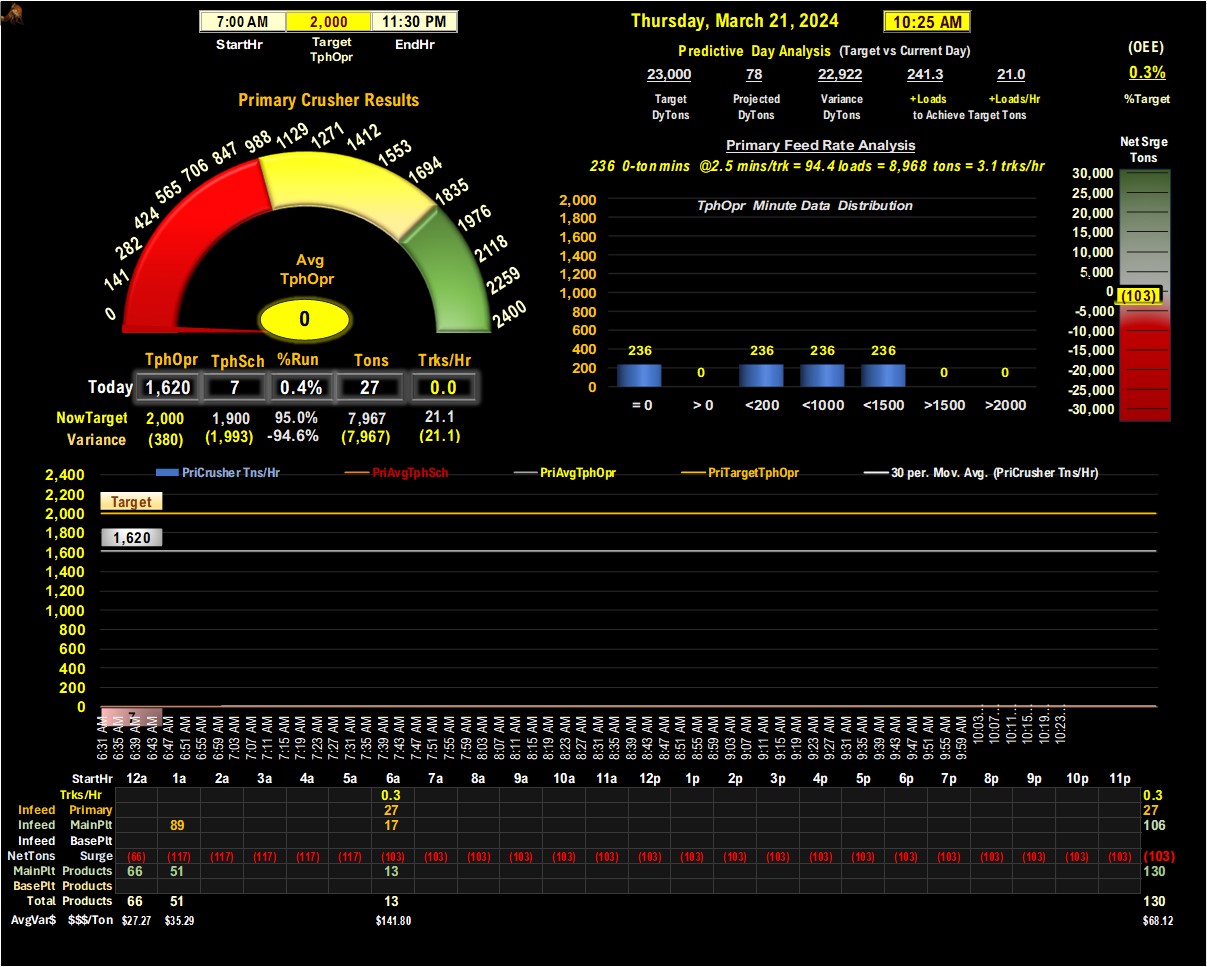 7:00 AM 2,000 11:30 PM
StartHr Target TphOpr EndHr
Thursday, March 21, 2024 10:25 AM
Predictive Day Analysis (Target vs Current Day)
23,000 78 22,922 241.3 21.0
Target Projected Variance +Loads +Loads/Hr
DyTons DyTons DyTons to Achieve Target Tons
(OEE)
0.3%
%Target
Primary Crusher Results
0 141 282 424 565 706 847 988 1129 1271 1412 1553 1694 1835 1976 2118 2259 2400
Avg
TphOpr
0
TphOpr TphSch %Run Tons Trks/Hr
Today 1,620 7 0.4% 27 0.0
NowTarget 2,000 1,900 95.0% 7,967 21.1
Variance (380) (1,993) -94.6% (7,967) (21.1)
Primary Feed Rate Analysis
236 0-ton mins @2.5 mins/trk = 94.4 loads = 8,968 tons = 3.1 trks/hr
TphOpr Minute Data Distribution
2,000
1,800
1,600
1,400
1,200
1,000
800
600
400
200
0
236 0 236 236 236 0 0
= 0 > 0 <200 <1000 <1500 >1500 >2000
Net Srge
Tons
30,000
25,000
20,000
15,000
10,000
5,000
0
(103)
-5,000
-10,000
-15,000
-20,000
-25,000
-30,000
PriCrusher Tns/Hr PriAvgTphSch PriAvgTphOpr PriTargetTphOpr 30 per. Mov. Avg. (PriCrusher Tns/Hr)
2,400
2,200
2,000
1,800
1,600
1,400
1,200
1,000
800
600
400
200
0
Target
1,620
7
6:31 AM 6:35 AM 6:39 AM 6:43 AM 6:47 AM 6:51 AM 6:55 AM 6:59 AM 7:03 AM 7:07 AM 7:11 AM 7:15 AM 7:19 AM 7:23 AM 7:27 AM 7:31 AM 7:35 AM 7:39 AM 7:43 AM 7:47 AM 7:51 AM 7:55 AM 7:59 AM 8:03 AM 8:07 AM 8:11 AM 8:15 AM 8:19 AM 8:23 AM 8:27 AM 8:31 AM 8:35 AM 8:39 AM 8:43 AM 8:47 AM 8:51 AM 8:55 AM 8:59 AM 9:03 AM 9:07 AM 9:11 AM 9:15 AM 9:19 AM 9:23 AM 9:27 AM 9:31 AM 9:35 AM 9:39 AM 9:43 AM 9:47 AM 9:51 AM 9:55 AM 9:59 AM 10:03... 10:07... 10:11... 10:15... 10:19... 10:23...
StartHr 12a 1a 2a 3a 4a 5a 6a 7a 8a 9a 10a 11a 12p 1p 2p 3p 4p 5p 6p 7p 8p 9p 10p 11p
Trks/Hr 0.3 0.3
Infeed Primary 27 27
Infeed MainPlt 89 17 106
Infeed BasePlt
NetTons Surge (66) (117) (117) (117) (117) (117) (103) (103) (103) (103) (103) (103) (103) (103) (103) (103) (103) (103) (103) (103) (103) (103) (103) (103) (103)
MainPlt Products 66 51 13 130
BasePlt Products
Total Products 66 51 13 130
AvgVar$ $$$/Ton $27.27 $35.29 $141.80 $68.12